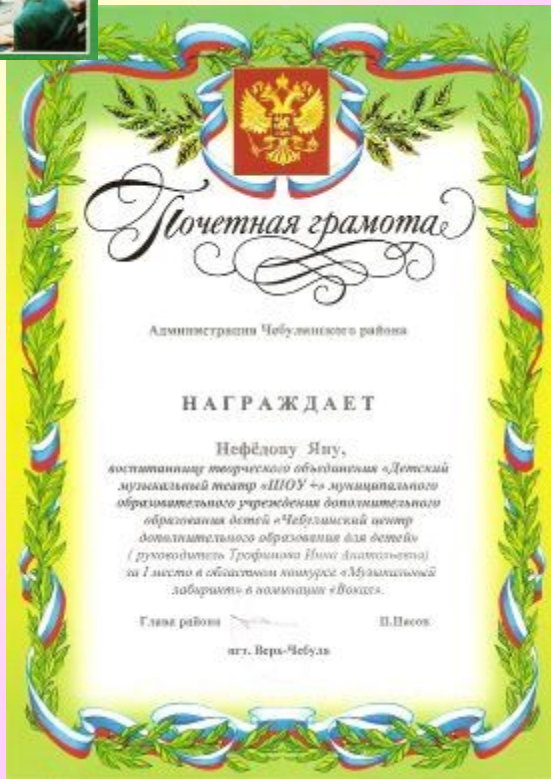 Почетная грамота
Администрация Чебулинского района
НАГРАЖДАЕТ
Нефёдову Яну,
воспитанницу творческого объединения «Детский
музыкальный театр «ШОУ +» муниципального
образовательного учреждения дополнительного
образования детей «Чебулинский центр
дополнительного образования для детей»
( руководитель Трофимова Инна Анатольевна)
за I место в областном конкурсе «Музыкальный
лабиринт» в номинации «Вокал».
Глава района
пгт. Верх-Чебула